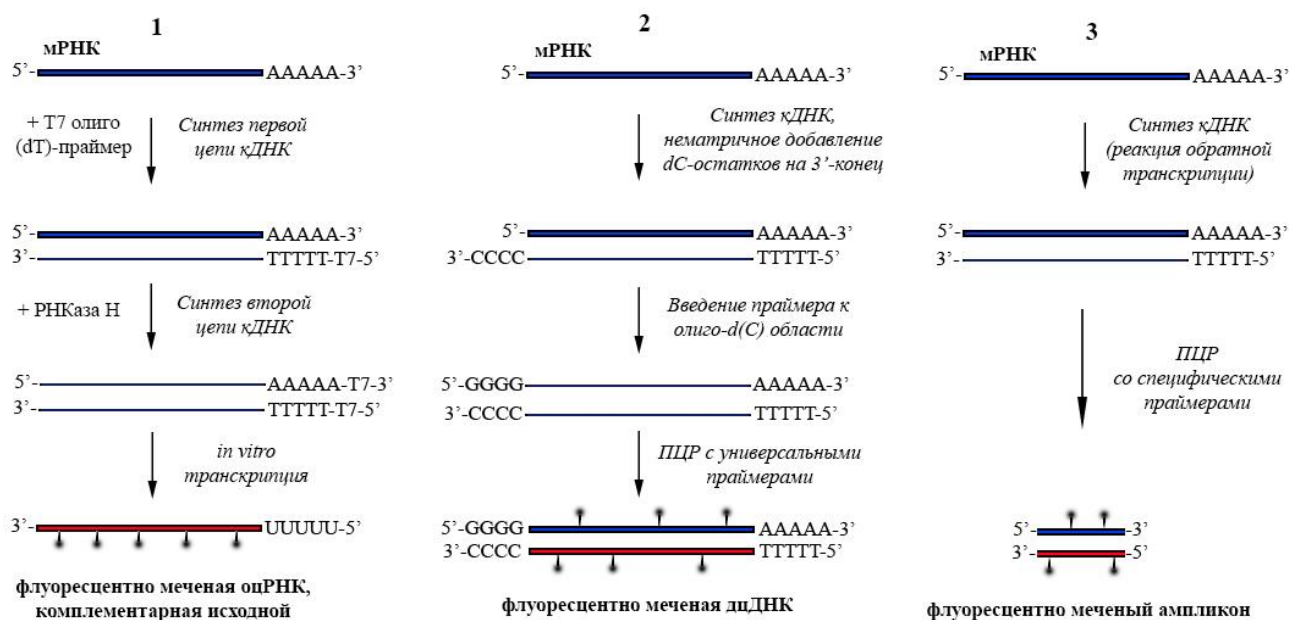 1
мРНК
5'- AAAAA-3'
+ T7 олиго
(dT)-праймер
Синтез первой
цепи кДНК
5'- AAAAA-3'
3'- TTTTT-T7-5'
+ РНКаза Н
Синтез второй
цепи кДНК
5'- AAAAA-T7-3'
3'- TTTTT-T7-5'
in vitro
транскрипция
3'- UUUUU-5'
флуоресцентно меченая оцРНК,
комплементарная исходной
2
мРНК
5'- AAAAA-3'
Синтез кДНК,
нематричное добавление
dC-остатков на 3'-конец
5'- AAAAA-3'
3'-CCCC TTTTT-5'
Введение праймера к
олиго-d(C) области
5'-GGGG AAAAA-3'
3'-CCCC TTTTT-5'
ПЦР с универсальными
праймерами
5'-GGGG AAAAA-3'
3'-CCCC TTTTT-5'
флуоресцентно меченая дцДНК
3
мРНК
5'- AAAAA-3'
Синтез кДНК
(реакция обратной
транскрипции)
5'- AAAAA-3'
3'- TTTTT-5'
ПЦР
со специфическими
праймерами
5'- -3'
3'- -5'
флуоресцентно меченый ампликон